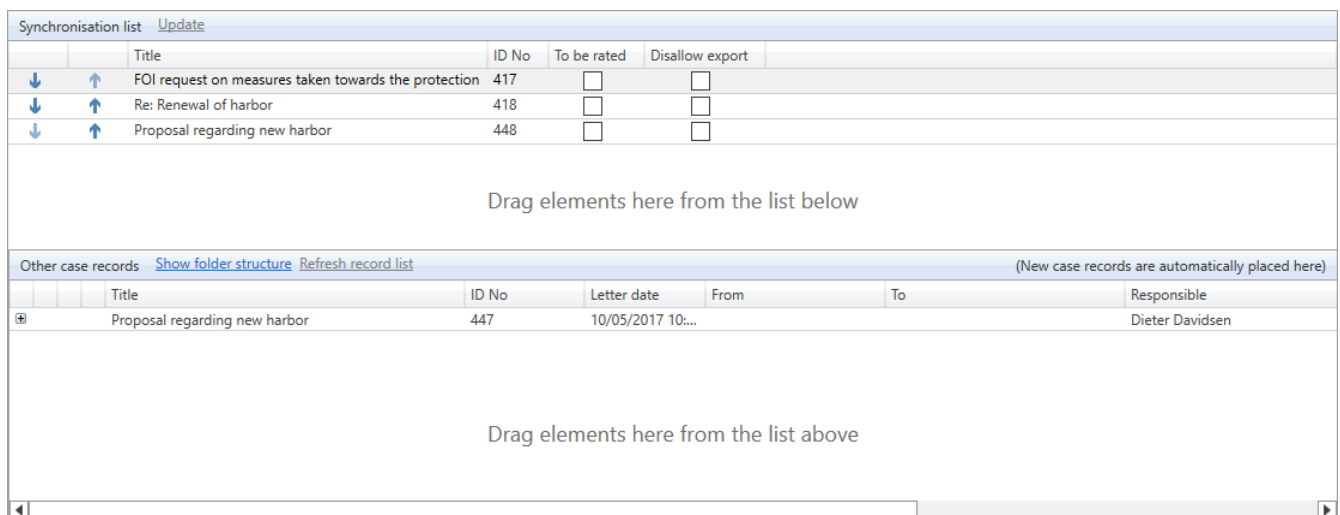 Synchronisation list Update
Title ID No To be rated Disallow export
FOI request on measures taken towards the protection 417
Re: Renewal of harbor 418
Proposal regarding new harbor 448
Drag elements here from the list below
Other case records Show folder structure Refresh record list (New case records are automatically placed here)
Title ID No Letter date From To Responsible
Proposal regarding new harbor 447 10/05/2017 10:... Dieter Davidsen
Drag elements here from the list above